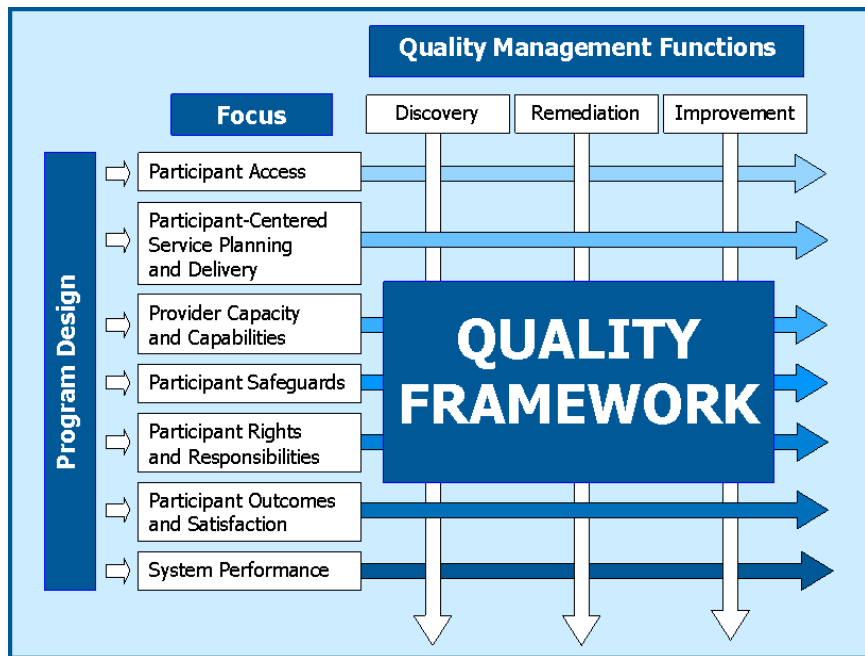 Quality Management Functions
Focus
Discovery
Remediation
Improvement
Program Design
Participant Access
Participant-Centered
Service Planning
and Delivery
Provider Capacity
and Capabilities
Participant Safeguards
Participant Rights
and Responsibilities
Participant Outcomes
and Satisfaction
System Performance
QUALITY
FRAMEWORK